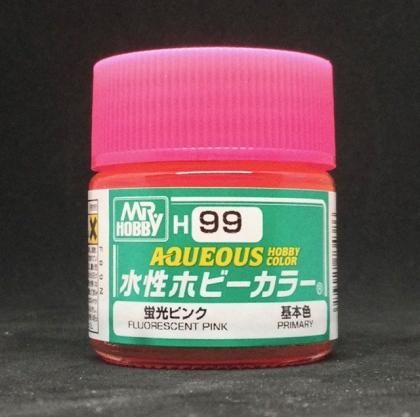 MR HOBBY H 99
AQUEOUS HOBBY COLOR
水性ホビーカラー®
蛍光ピンク 基本色
FLUORESCENT PINK PRIMARY